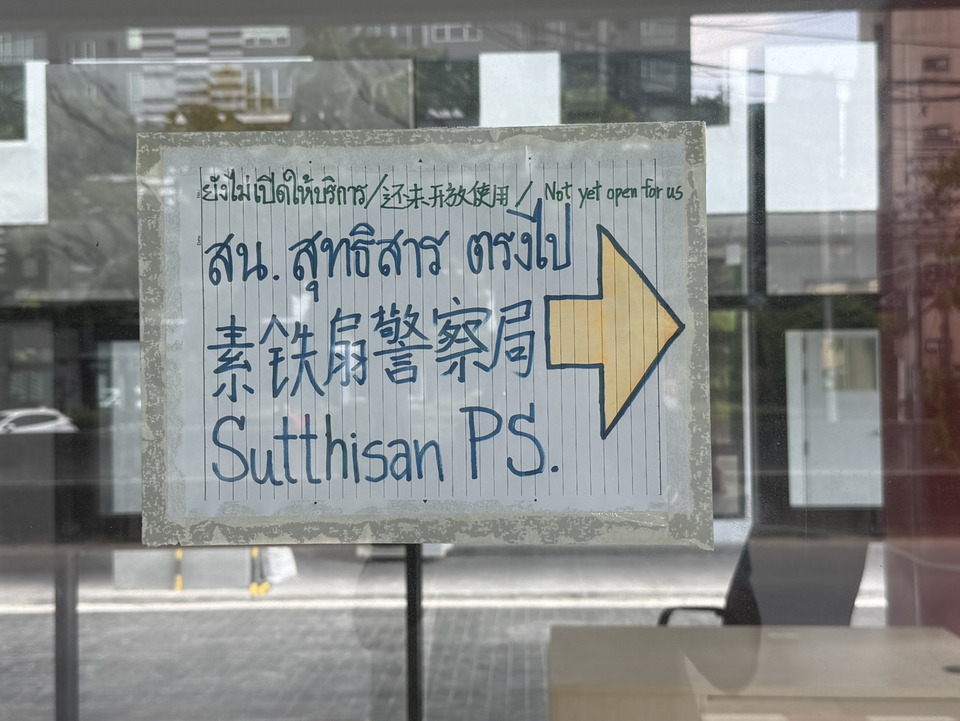 ยังไม่เปิดให้บริการ/还未开放使用/ Not yet open for us
สน. สุทธิสาร ตรงไป
素铁扇警察局
Sutthisan PS.